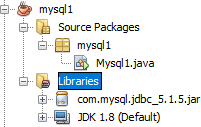 mysql1
Source Packages
mysql1
Mysql1.java
Libraries
com.mysql.jdbc_5.1.5.jar
JDK 1.8 (Default)